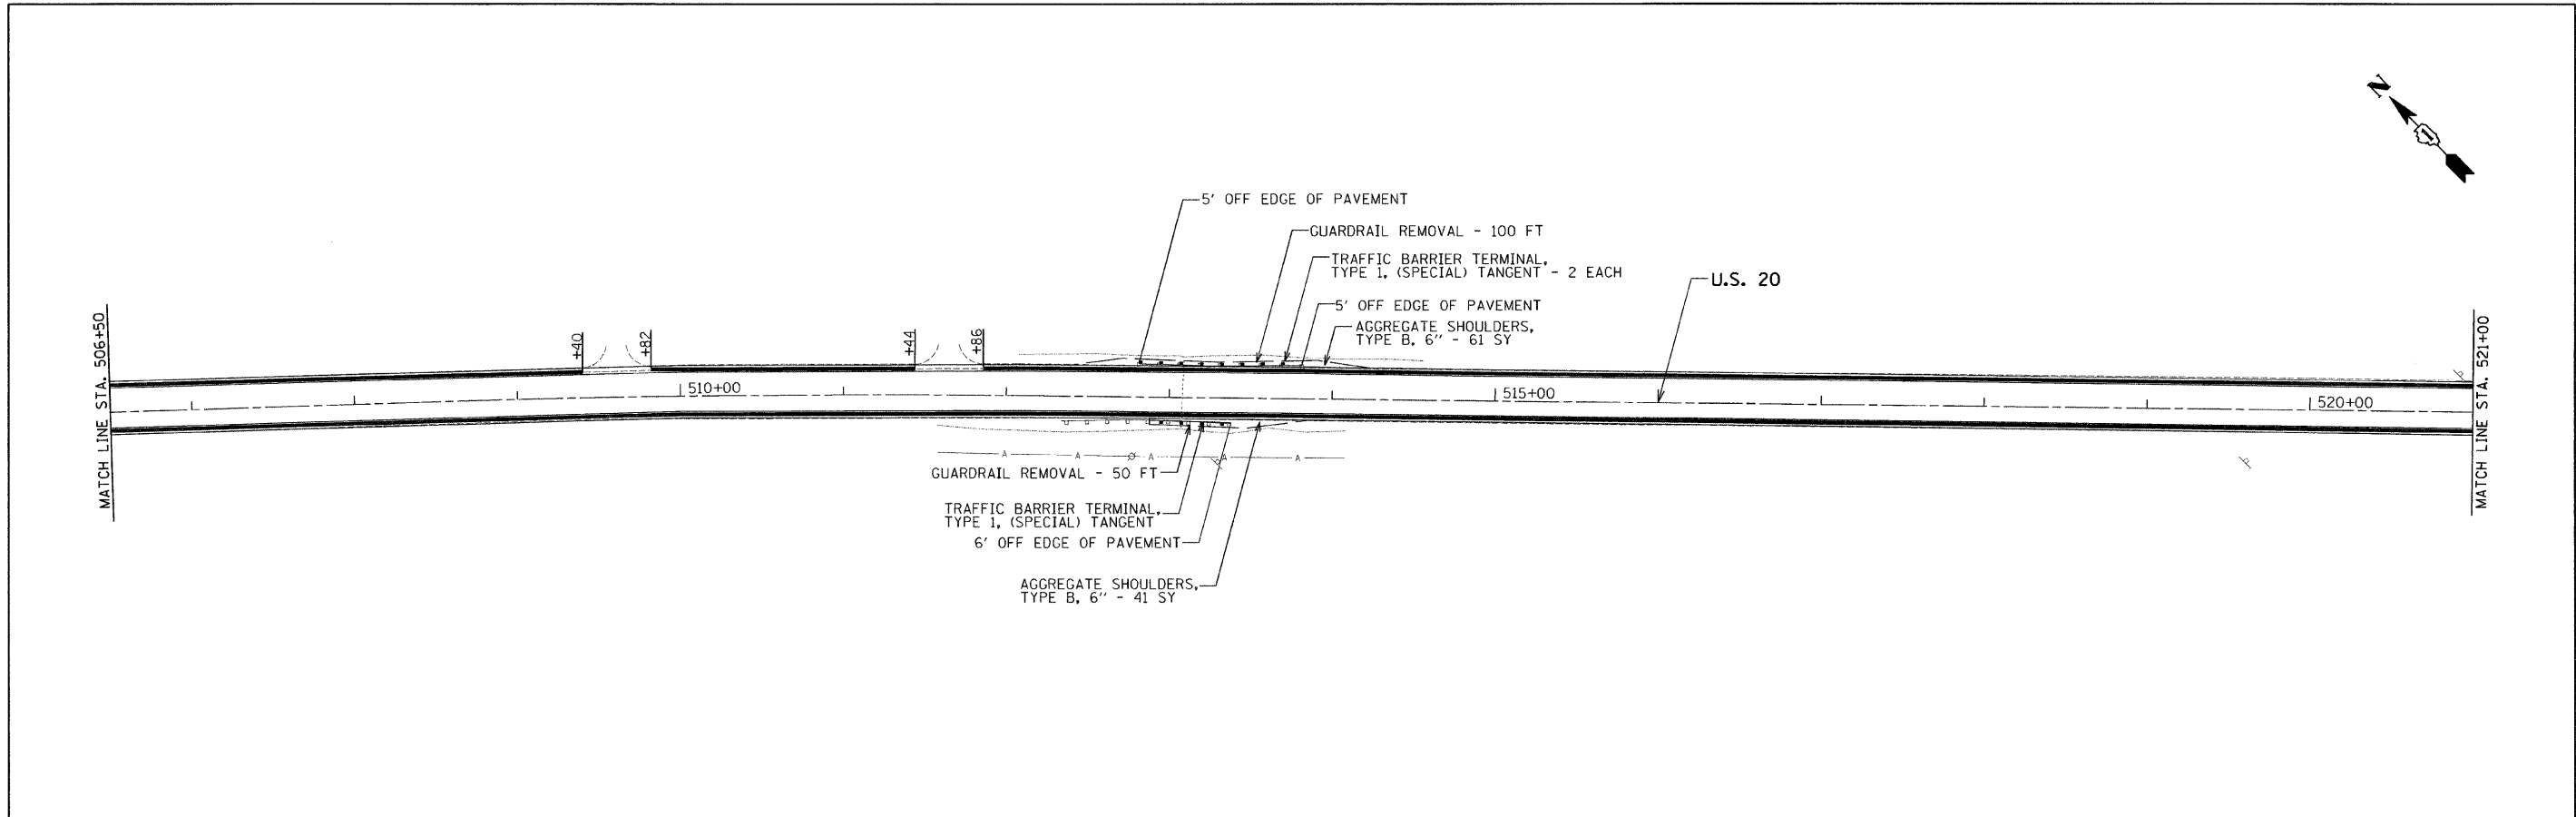 N
5' OFF EDGE OF PAVEMENT
GUARDRAIL REMOVAL - 100 FT
TRAFFIC BARRIER TERMINAL,
TYPE 1, (SPECIAL) TANGENT - 2 EACH
U.S. 20
5' OFF EDGE OF PAVEMENT
AGGREGATE SHOULDERS,
TYPE B, 6'' - 61 SY
MATCH LINE STA. 506+50
+40
+82
+44
+86
MATCH LINE STA. 521+00
510+00
515+00
520+00
A A A A A
GUARDRAIL REMOVAL - 50 FT
TRAFFIC BARRIER TERMINAL,
TYPE 1, (SPECIAL) TANGENT
6' OFF EDGE OF PAVEMENT
AGGREGATE SHOULDERS,
TYPE B, 6'' - 41 SY